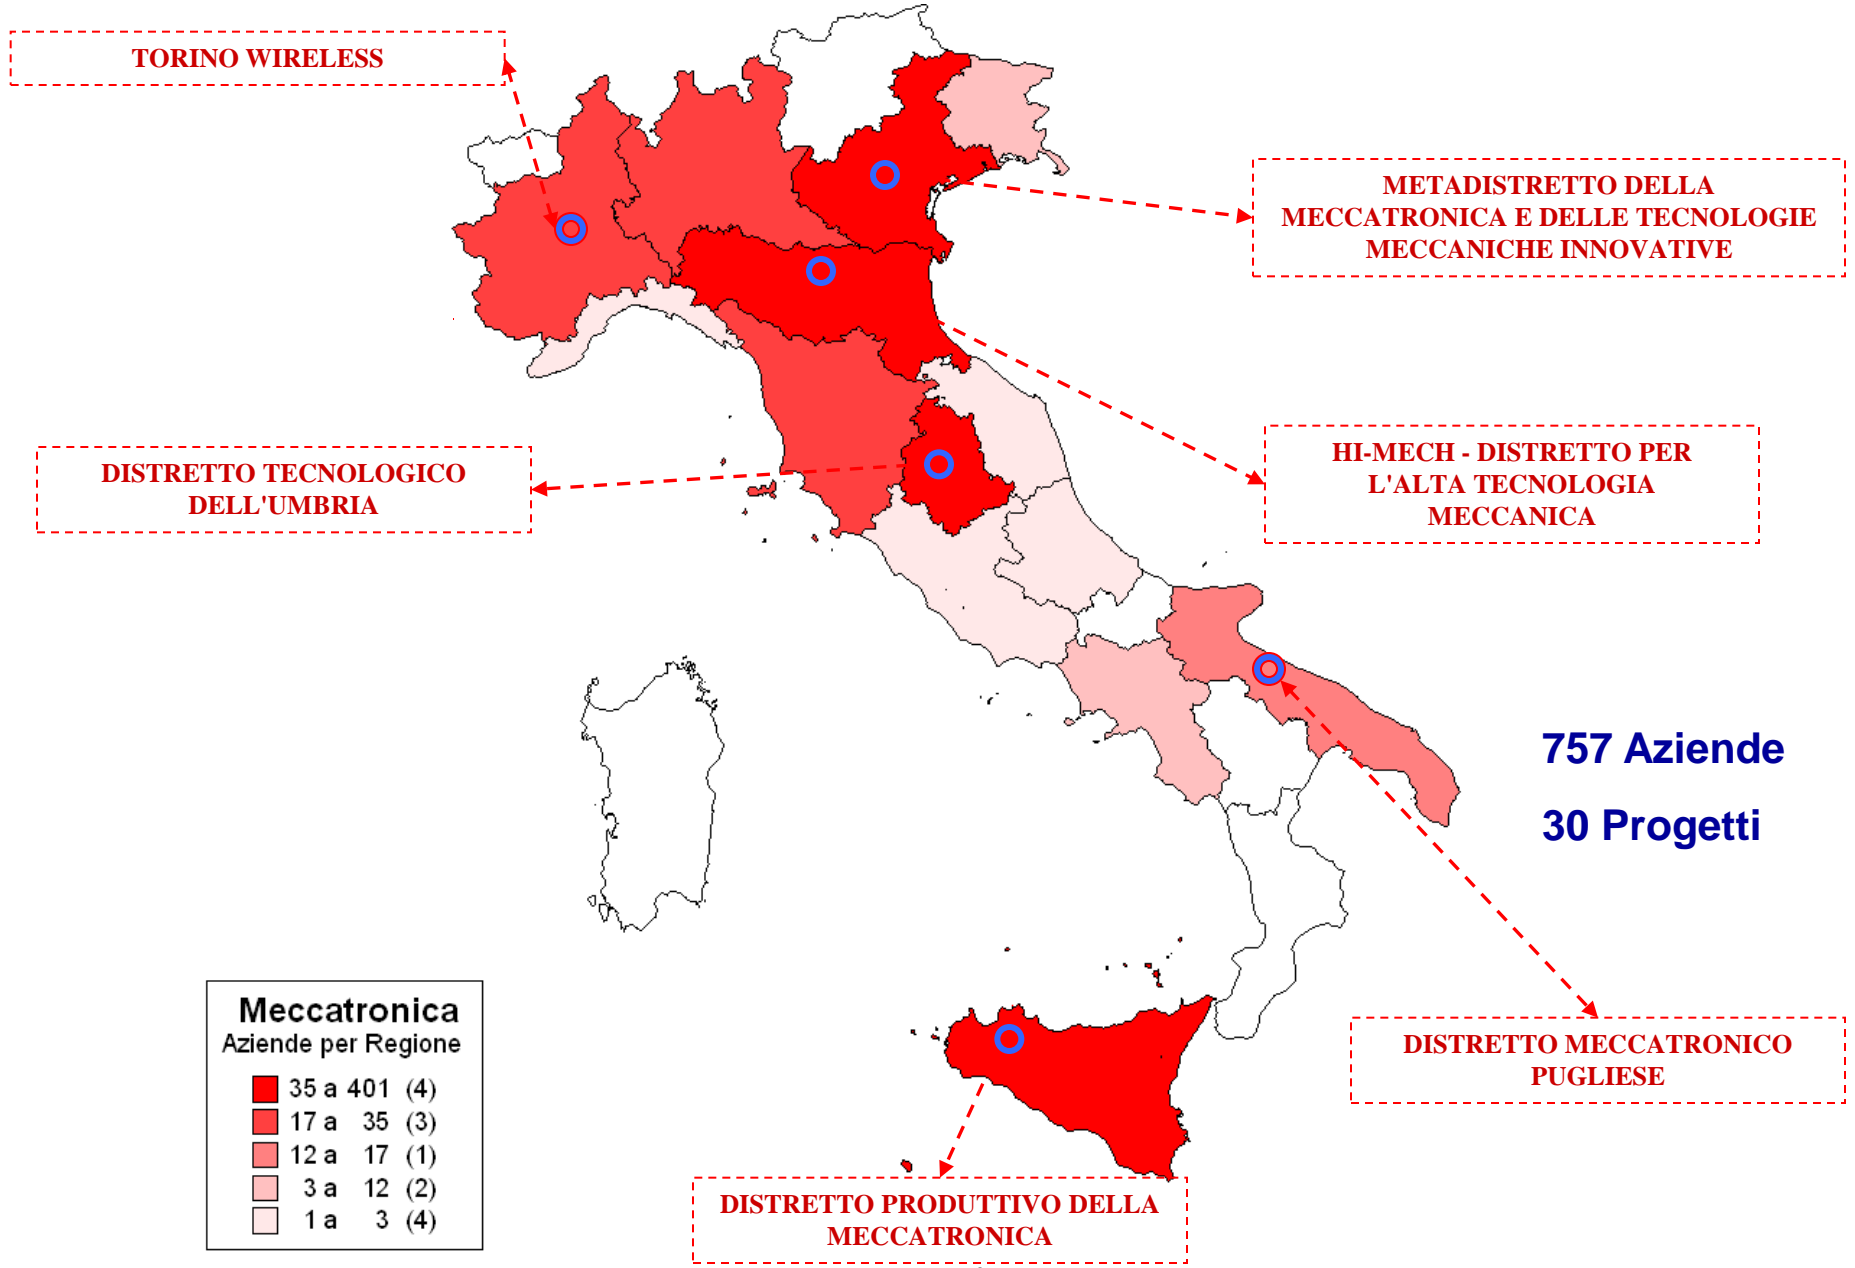 TORINO WIRELESS
METADISTRETTO DELLA
MECCATRONICA E DELLE TECNOLOGIE
MECCANICHE INNOVATIVE
DISTRETTO TECNOLOGICO
DELL'UMBRIA
HI-MECH - DISTRETTO PER
L'ALTA TECNOLOGIA
MECCANICA
757 Aziende
30 Progetti
Meccatronica
Aziende per Regione
35 a 401 (4)
17 a 35 (3)
12 a 17 (1)
3 a 12 (2)
1 a 3 (4)
DISTRETTO MECCATRONICO
PUGLIESE
DISTRETTO PRODUTTIVO DELLA
MECCATRONICA